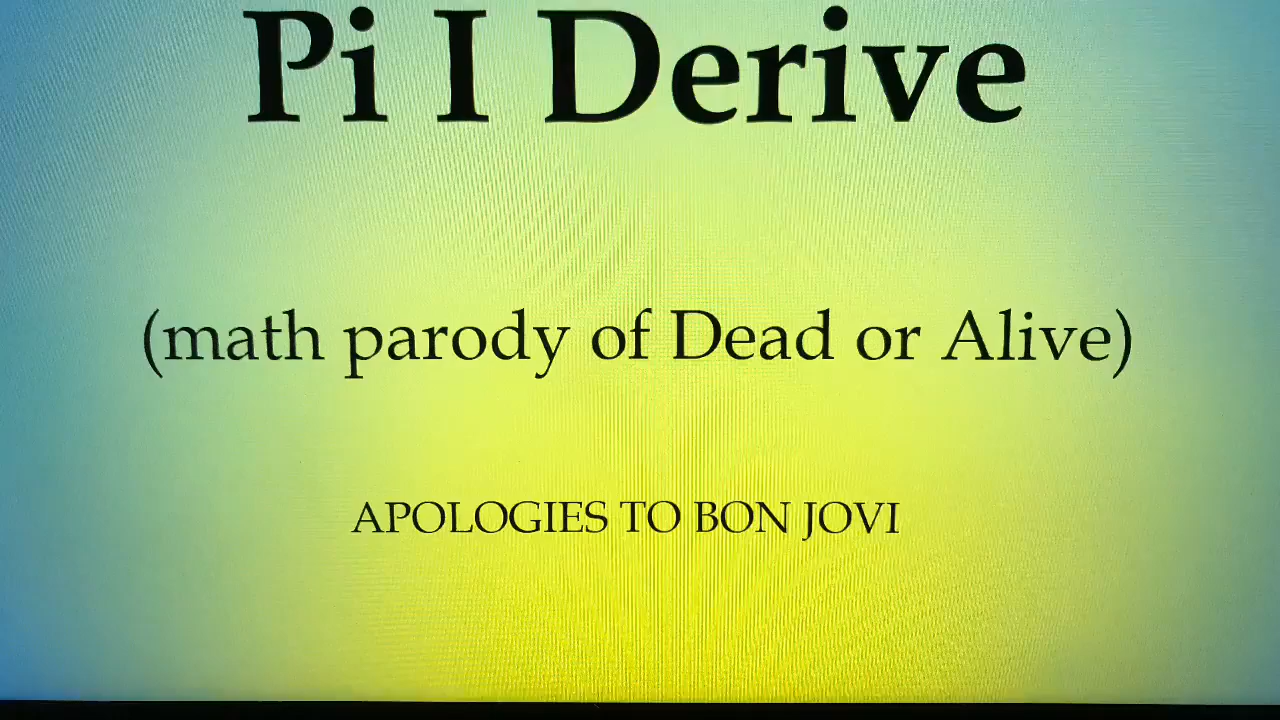 Pi I Derive
(math parody of Dead or Alive)
APOLOGIES TO BON JOVI